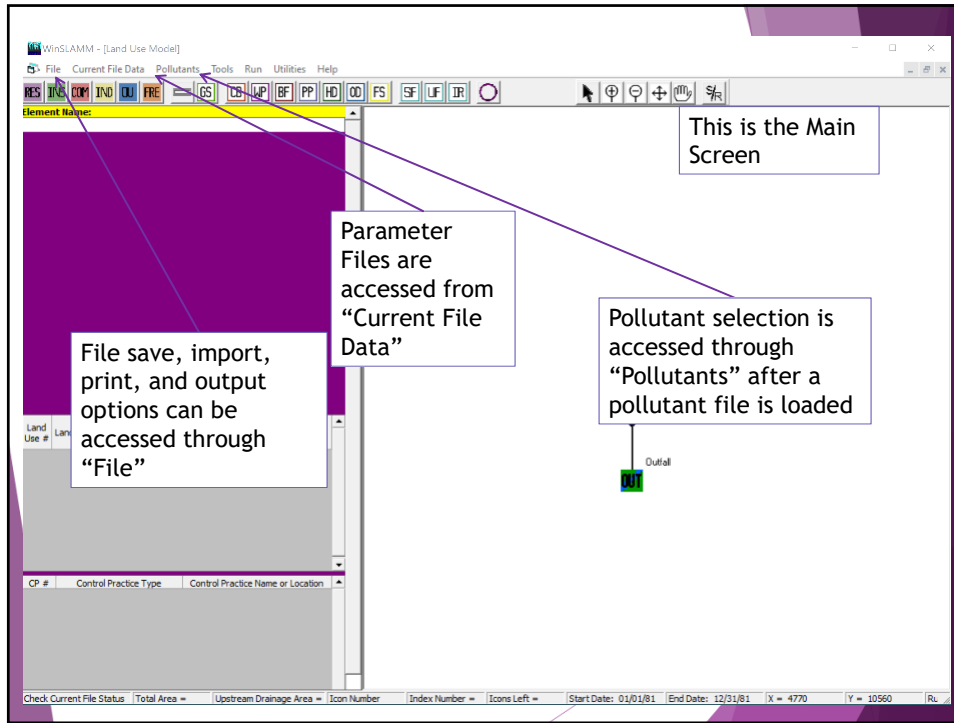 WinSLAMM - [Land Use Model]
File Current File Data Pollutants Tools Run Utilities Help
RES INS COM IND OU FRE GS CB WP BF PP HD OD FS SF UF IR S/R
Element Name:
This is the Main
Screen
Parameter
Files are
accessed from
“Current File
Data”
Pollutant selection is
accessed through
“Pollutants” after a
pollutant file is loaded
File save, import,
print, and output
options can be
accessed through
“File”
Land
Use #
Outfall
OUT
CP # Control Practice Type Control Practice Name or Location
Check Current File Status Total Area = Upstream Drainage Area = Icon Number Index Number = Icons Left = Start Date: 01/01/81 End Date: 12/31/81 X = 4770 Y = 10560